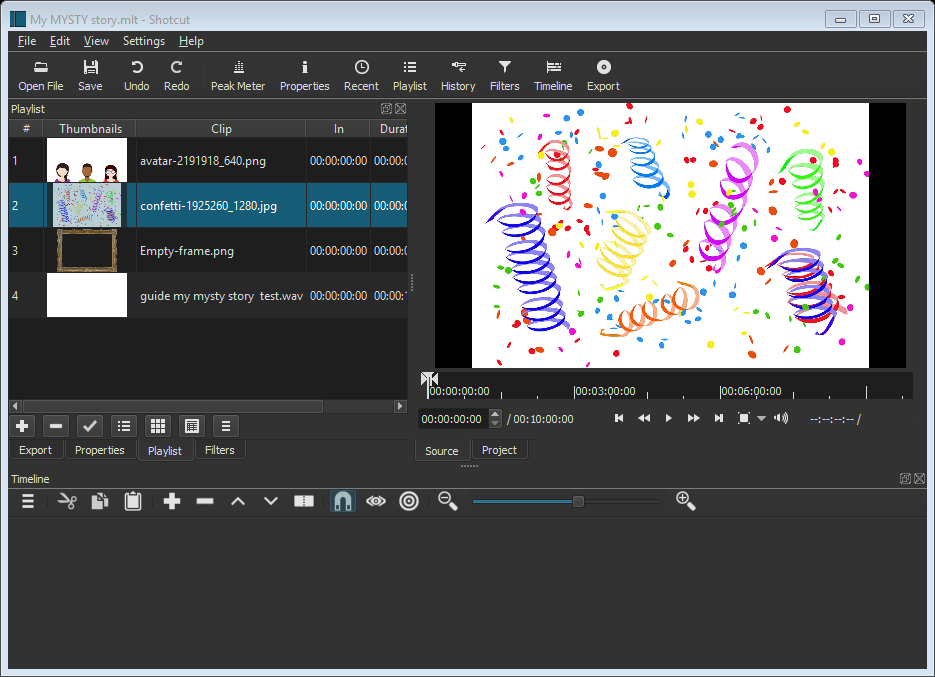 My MYSTY story.mlt - Shotcut
File Edit View Settings Help
Open File Save Undo Redo Peak Meter Properties Recent Playlist History Filters Timeline Export
Playlist
# Thumbnails Clip In Durat
1 avatar-2191918_640.png 00:00:00:00 00:00:0
2 confetti-1925260_1280.jpg 00:00:00:00 00:00:0
3 Empty-frame.png 00:00:00:00 00:00:0
4 guide my mysty story test.wav 00:00:00:00 00:00:
00:00:00:00 00:03:00:00 00:06:00:00
00:00:00:00 / 00:10:00:00 --:--:--:-- /
Export Properties Playlist Filters
Source Project
Timeline